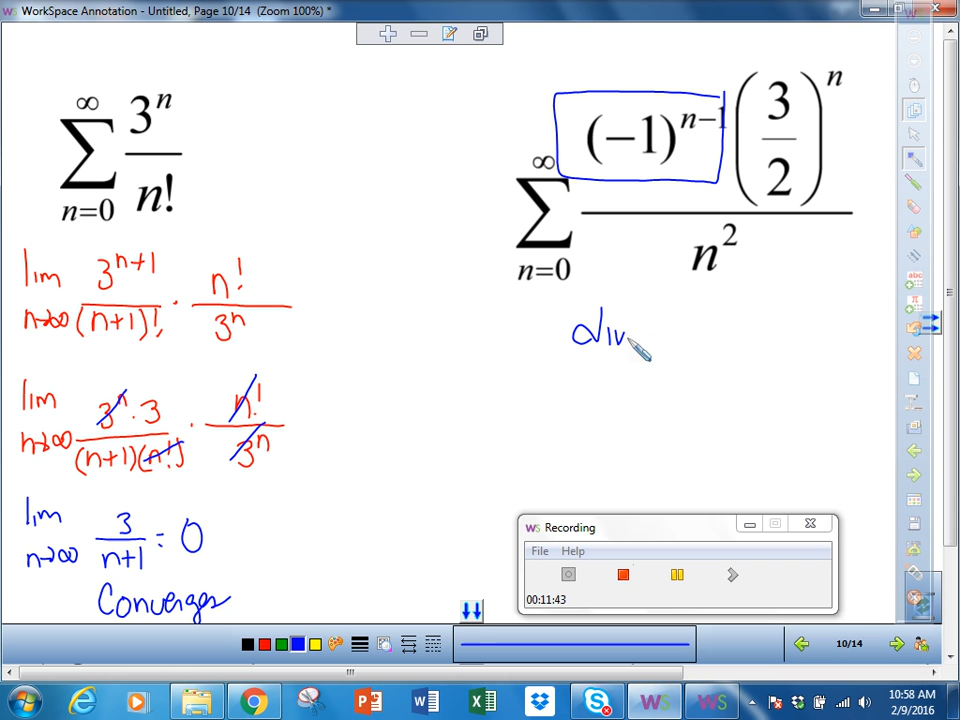 WorkSpace Annotation - Untitled, Page 10/14 (Zoom 100%) *
∞ ∑ n=0 3^n / n!
∞ ∑ n=0 (−1)^{n−1} (3/2)^n / n^2
lim n→∞ 3^{n+1} / (n+1)! · n! / 3^n
div
lim n→∞ 3^n · 3 / (n+1)(n!) · n! / 3^n
lim n→∞ 3 / n+1 = 0
Converges
WS Recording
File Help
00:11:43
abc
π
10/14
10:58 AM
2/9/2016